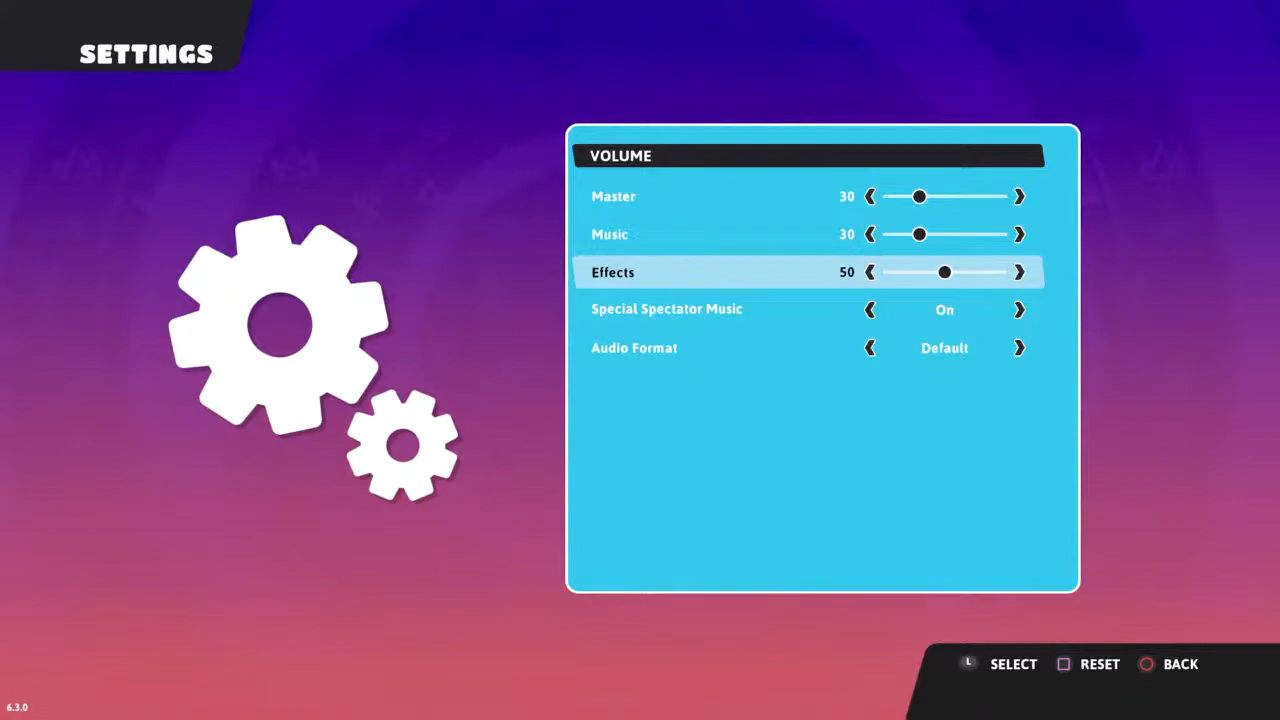 SETTINGS
VOLUME
Master 30
Music 30
Effects 50
Special Spectator Music On
Audio Format Default
L SELECT RESET BACK
6.3.0